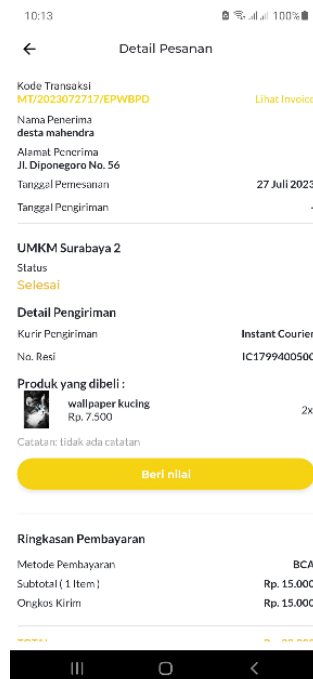 10:13 100%
Detail Pesanan
Kode Transaksi
MT/2023072717/EPWBPD Lihat Invoice
Nama Penerima
desta mahendra
Alamat Penerima
Jl. Diponegoro No. 56
Tanggal Pemesanan 27 Juli 2023
Tanggal Pengiriman -
UMKM Surabaya 2
Status
Selesai
Detail Pengiriman
Kurir Pengiriman Instant Courier
No. Resi IC1799400500
Produk yang dibeli :
wallpaper kucing
Rp. 7.500 2x
Catatan: tidak ada catatan
Beri nilai
Ringkasan Pembayaran
Metode Pembayaran BCA
Subtotal ( 1 Item ) Rp. 15.000
Ongkos Kirim Rp. 15.000